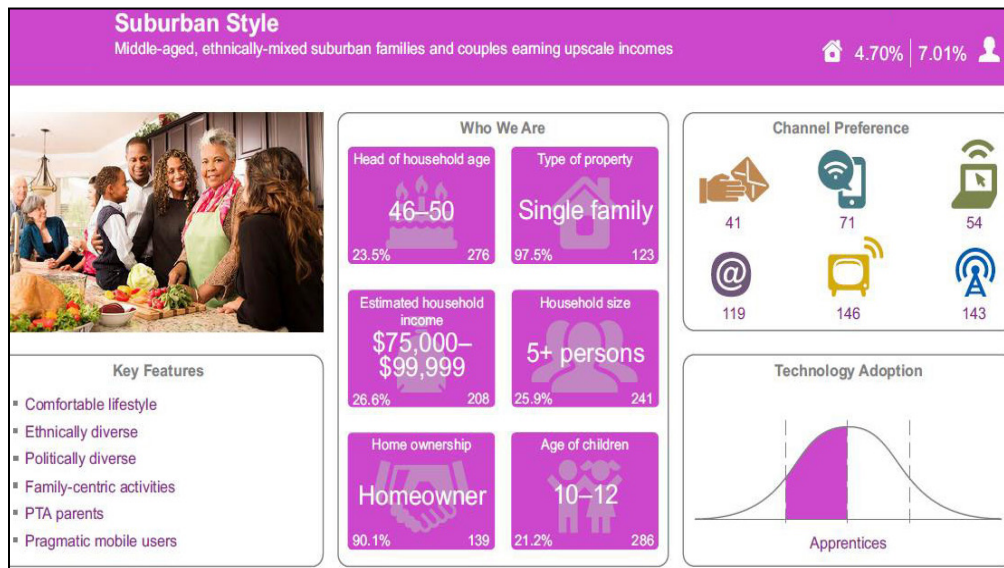 Suburban Style
Middle-aged, ethnically-mixed suburban families and couples earning upscale incomes
4.70% | 7.01%
Who We Are
Head of household age
46–50
23.5% 276
Type of property
Single family
97.5% 123
Estimated household
income
$75,000–
$99,999
26.6% 208
Household size
5+ persons
25.9% 241
Home ownership
Homeowner
90.1% 139
Age of children
10–12
21.2% 286
Key Features
Comfortable lifestyle
Ethnically diverse
Politically diverse
Family-centric activities
PTA parents
Pragmatic mobile users
Channel Preference
41 71 54
@
119 146 143
Technology Adoption
Apprentices